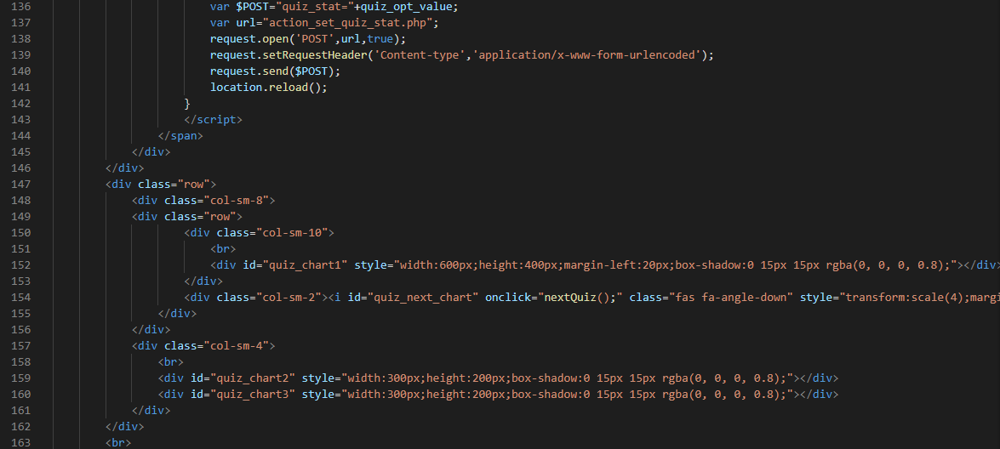 136 var $POST="quiz_stat="+quiz_opt_value;
137 var url="action_set_quiz_stat.php";
138 request.open('POST',url,true);
139 request.setRequestHeader('Content-type','application/x-www-form-urlencoded');
140 request.send($POST);
141 location.reload();
142 }
143 </script>
144 </span>
145 </div>
146 </div>
147 <div class="row">
148 <div class="col-sm-8">
149 <div class="row">
150 <div class="col-sm-10">
151 <br>
152 <div id="quiz_chart1" style="width:600px;height:400px;margin-left:20px;box-shadow:0 15px 15px rgba(0, 0, 0, 0.8);"></div>
153 </div>
154 <div class="col-sm-2"><i id="quiz_next_chart" onclick="nextQuiz();" class="fas fa-angle-down" style="transform:scale(4);margi
155 </div>
156 </div>
157 <div class="col-sm-4">
158 <br>
159 <div id="quiz_chart2" style="width:300px;height:200px;box-shadow:0 15px 15px rgba(0, 0, 0, 0.8);"></div>
160 <div id="quiz_chart3" style="width:300px;height:200px;box-shadow:0 15px 15px rgba(0, 0, 0, 0.8);"></div>
161 </div>
162 </div>
163 <br>